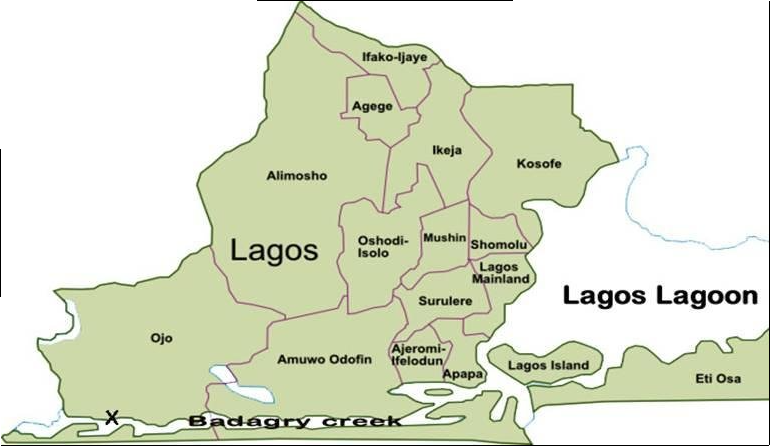 Ifako-Ijaye
Agege
Ikeja
Kosofe
Alimosho
Lagos
Oshodi-
Isolo
Mushin
Shomolu
Lagos
Mainland
Lagos Lagoon
Surulere
Ojo
Amuwo Odofin
Ajeromi-
Ifelodun
Apapa
Lagos Island
Eti Osa
X
Badagry creek